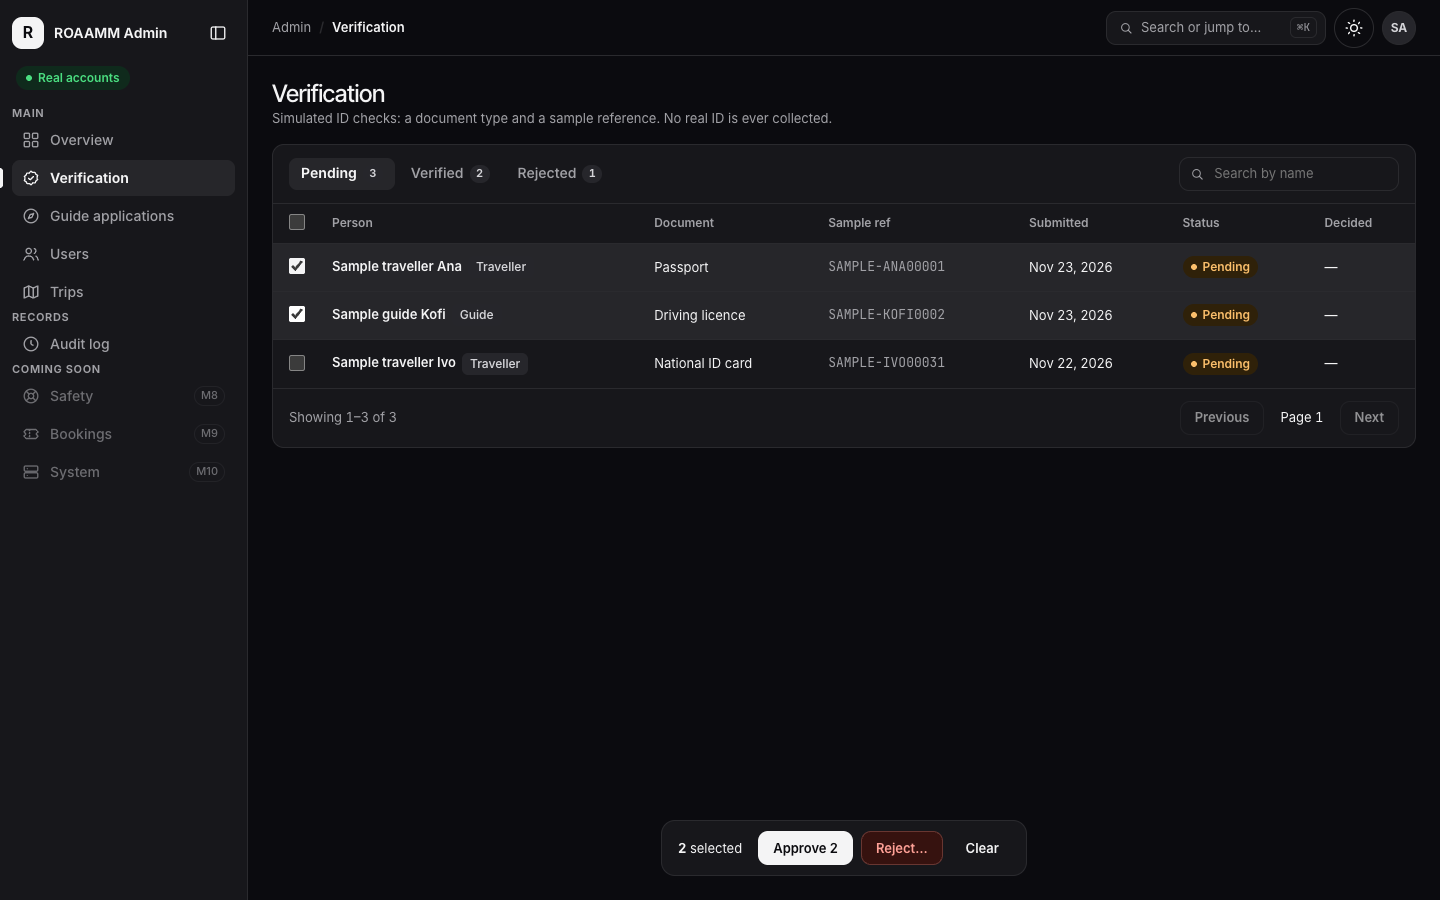 R ROAAMM Admin
Real accounts
MAIN
Overview
Verification
Guide applications
Users
Trips
RECORDS
Audit log
COMING SOON
Safety M8
Bookings M9
System M10
Admin / Verification
Search or jump to... ⌘K
SA
Verification
Simulated ID checks: a document type and a sample reference. No real ID is ever collected.
Pending 3 Verified 2 Rejected 1
Search by name
Person Document Sample ref Submitted Status Decided
Sample traveller Ana Traveller Passport SAMPLE-ANA00001 Nov 23, 2026 Pending —
Sample guide Kofi Guide Driving licence SAMPLE-KOFI0002 Nov 23, 2026 Pending —
Sample traveller Ivo Traveller National ID card SAMPLE-IVO00031 Nov 22, 2026 Pending —
Showing 1–3 of 3
Previous Page 1 Next
2 selected Approve 2 Reject... Clear